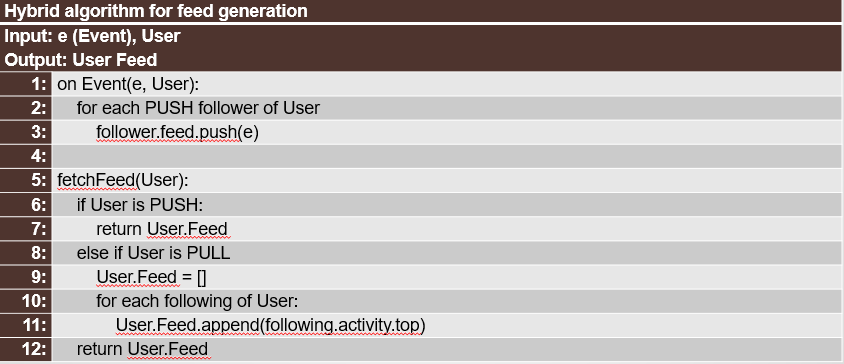 Hybrid algorithm for feed generation
Input: e (Event), User
Output: User Feed
1: on Event(e, User):
2: for each PUSH follower of User
3: follower.feed.push(e)
4:
5: fetchFeed(User):
6: if User is PUSH:
7: return User.Feed
8: else if User is PULL
9: User.Feed = []
10: for each following of User:
11: User.Feed.append(following.activity.top)
12: return User.Feed